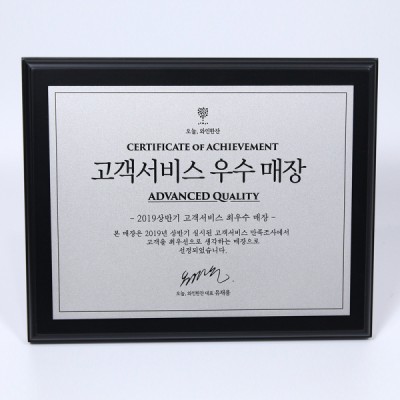 오늘, 와인한잔
CERTIFICATE OF ACHIEVEMENT
고객서비스 우수 매장
ADVANCED QUALITY
- 2019상반기 고객서비스 최우수 매장 -
본 매장은 2019년 상반기 실시된 고객서비스 만족조사에서
고객을 최우선으로 생각하는 매장으로
선정되었습니다.
오늘, 와인한잔 대표 유재용